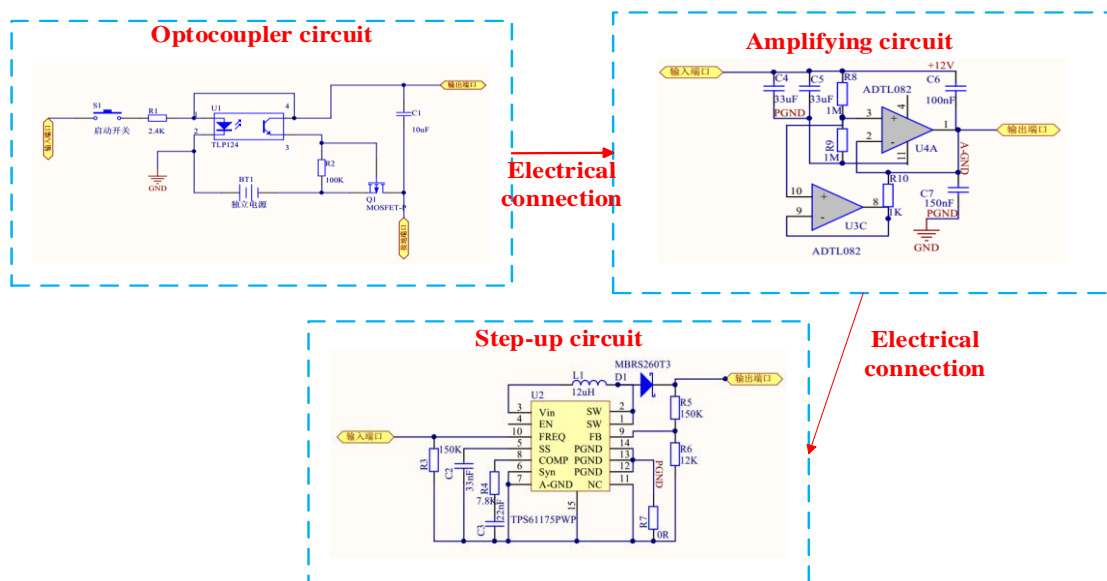 Optocoupler circuit
输入端口
S1
启动开关
R1
2.4K
U1
1
2
4
3
TLP124
GND
BT1
独立电源
R2
100K
Q1
MOSFET-P
C1
10uF
输出端口
Electrical
connection
Amplifying circuit
输入端口
C4
33uF
PGND
C5
33uF
R8
1M
R9
1M
+12V
C6
100nF
ADTL082
4
3
2
1
11
U4A
输出端口
A-GND
R10
1K
C7
150nF
PGND
GND
10
9
8
U3C
ADTL082
Electrical
connection
Step-up circuit
输入端口
R3
150K
C2
33nF
R4
7.8K
C3
22nF
L1
12uH
D1
MBRS260T3
输出端口
U2
3 Vin SW 2
4 EN SW 1
10 FREQ FB 9
5 SS PGND 14
8 COMP PGND 13
6 Syn PGND 12
7 A-GND NC 11
15
TPS61175PWP
R5
150K
R6
12K
PGND
R7
0R